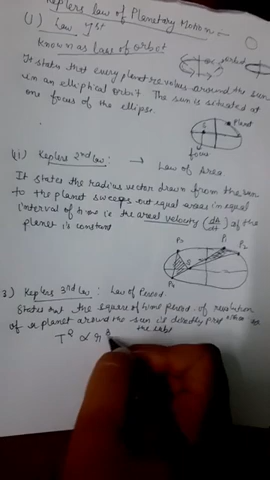 Keplers law of Planetary Motion
(i) Law 1st
Known as Law of orbit
orbit
It states that every planet revolves around the sun
in an elliptical orbit. The sun is situated at
one focus of the ellipse.
Planet
S
focus
(ii) Keplers 2nd law: → Law of Area
It states the radius vector drawn from the sun
to the planet sweeps out equal areas in equal
interval of time i.e the areal velocity (dA/dt) of the
planet is constant
3.) Keplers 3rd law: Law of Period
States that the square of time period of revolution
of a planet around the sun is directly
T² ∝ r³